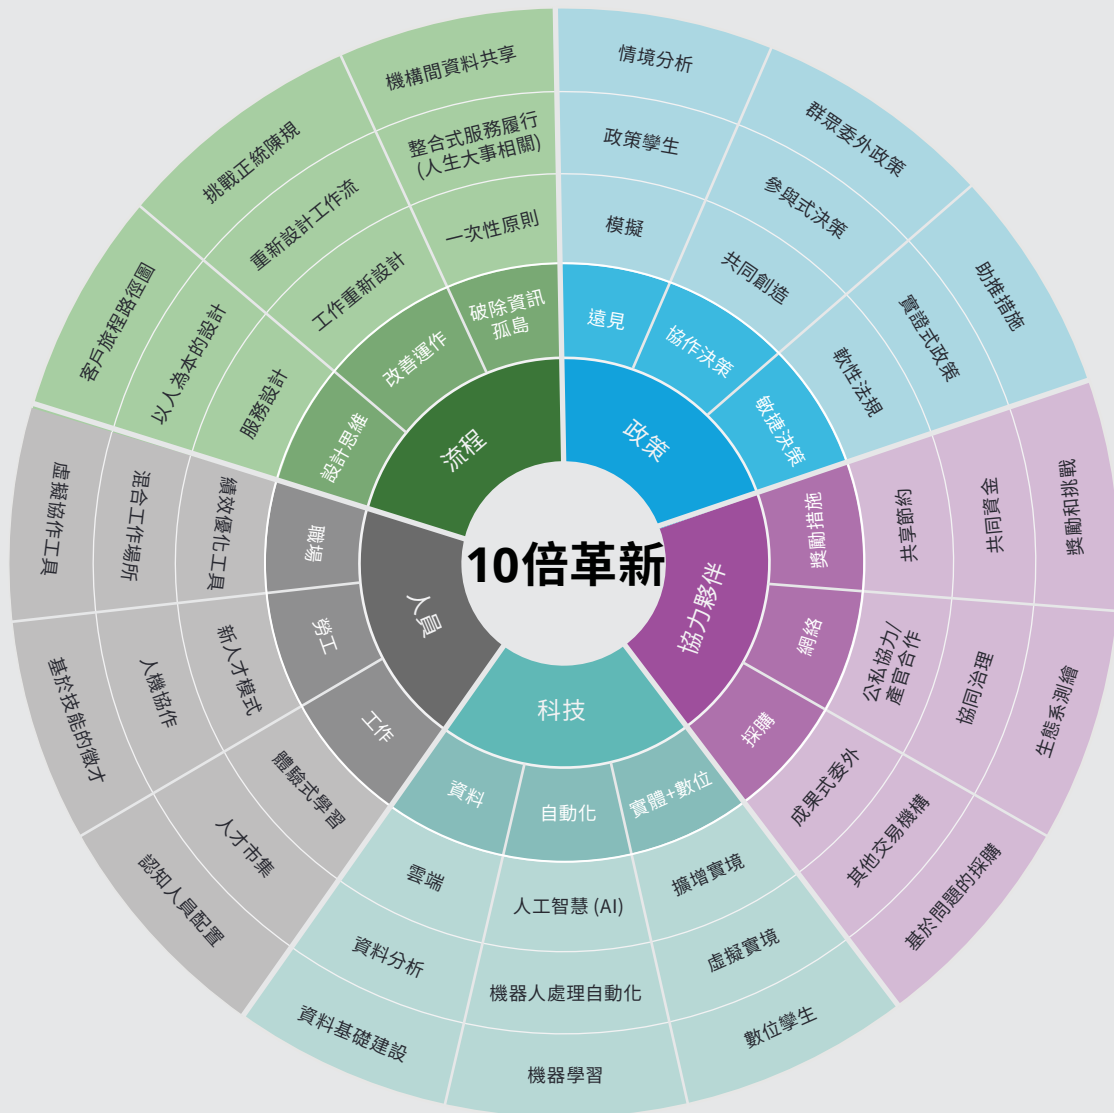 10倍革新
政策
遠見
模擬
政策孿生
情境分析
協作決策
共同創造
參與式決策
群眾委外政策
敏捷決策
軟性法規
實證式政策
助推措施
協力夥伴
獎勵措施
共享節約
共同資金
獎勵和挑戰
網絡
公私協力/
產官合作
協同治理
生態系測繪
採購
成果式委外
其他交易機構
基於問題的採購
科技
實體+數位
擴增實境
虛擬實境
數位孿生
自動化
人工智慧 (AI)
機器人處理自動化
機器學習
資料
雲端
資料分析
資料基礎建設
人員
工作
體驗式學習
人才市集
認知人員配置
勞工
新人才模式
人機協作
基於技能的徵才
職場
績效優化工具
混合工作場所
虛擬協作工具
流程
設計思維
服務設計
以人為本的設計
客戶旅程路徑圖
改善運作
工作重新設計
重新設計工作流
挑戰正統陳規
破除資訊
孤島
一次性原則
整合式服務履行
(人生大事相關)
機構間資料共享